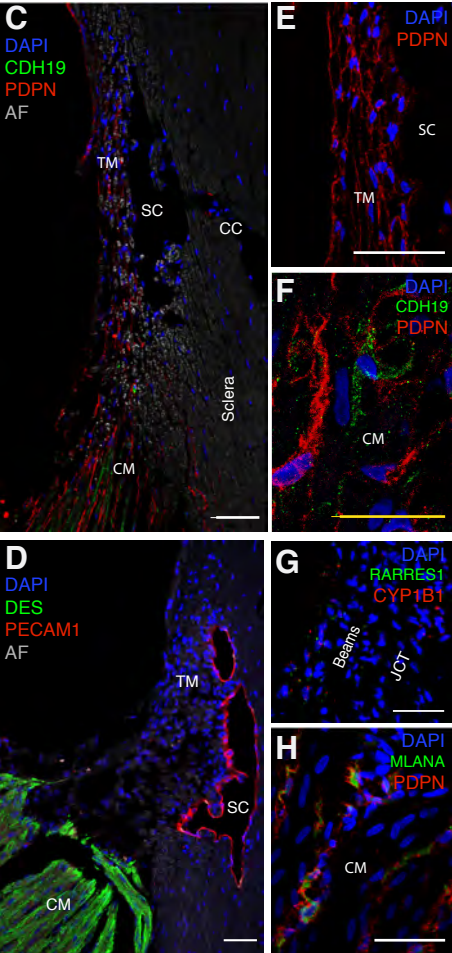 C
DAPI
CDH19
PDPN
AF
TM
SC
CC
Sclera
CM
E
DAPI
PDPN
SC
TM
F
DAPI
CDH19
PDPN
CM
D
DAPI
DES
PECAM1
AF
TM
SC
CM
G
DAPI
RARRES1
CYP1B1
Beams
JCT
H
DAPI
MLANA
PDPN
CM